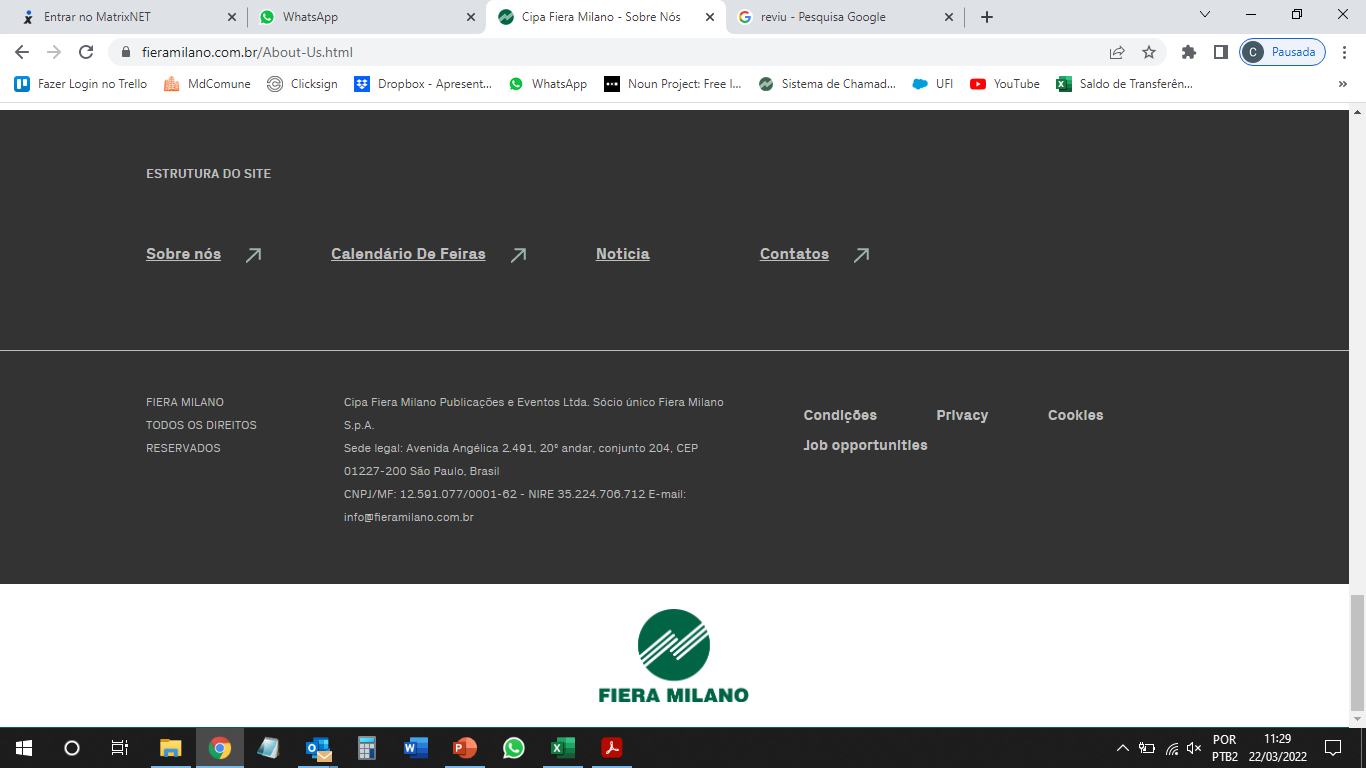 Entrar no MatrixNET
WhatsApp
Cipa Fiera Milano - Sobre Nós
reviu - Pesquisa Google
fieramilano.com.br/About-Us.html
C Pausada
Fazer Login no Trello
MdComune
Clicksign
Dropbox - Apresent...
WhatsApp
Noun Project: Free I...
Sistema de Chamad...
UFI
YouTube
Saldo de Transferên...
»
ESTRUTURA DO SITE
Sobre nós
Calendário De Feiras
Noticia
Contatos
FIERA MILANO
TODOS OS DIREITOS
RESERVADOS
Cipa Fiera Milano Publicações e Eventos Ltda. Sócio único Fiera Milano
S.p.A.
Sede legal: Avenida Angélica 2.491, 20º andar, conjunto 204, CEP
01227-200 São Paulo, Brasil
CNPJ/MF: 12.591.077/0001-62 - NIRE 35.224.706.712 E-mail:
info@fieramilano.com.br
Condições
Privacy
Cookies
Job opportunities
FIERA MILANO
POR
PTB2
11:29
22/03/2022